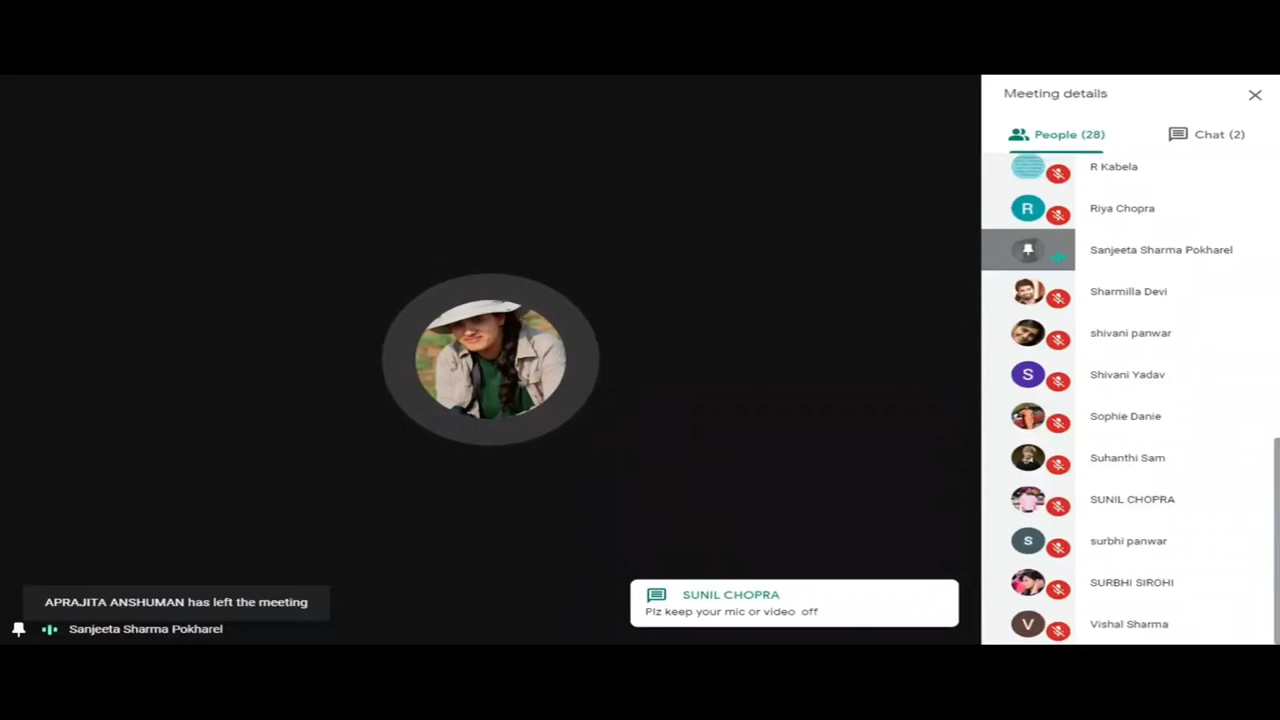 Meeting details
People (28)
Chat (2)
R Kabela
R
Riya Chopra
Sanjeeta Sharma Pokharel
Sharmilla Devi
shivani panwar
S
Shivani Yadav
Sophie Danie
Suhanthi Sam
SUNIL CHOPRA
s
surbhi panwar
SURBHI SIROHI
V
Vishal Sharma
APRAJITA ANSHUMAN has left the meeting
Sanjeeta Sharma Pokharel
SUNIL CHOPRA
Plz keep your mic or video off